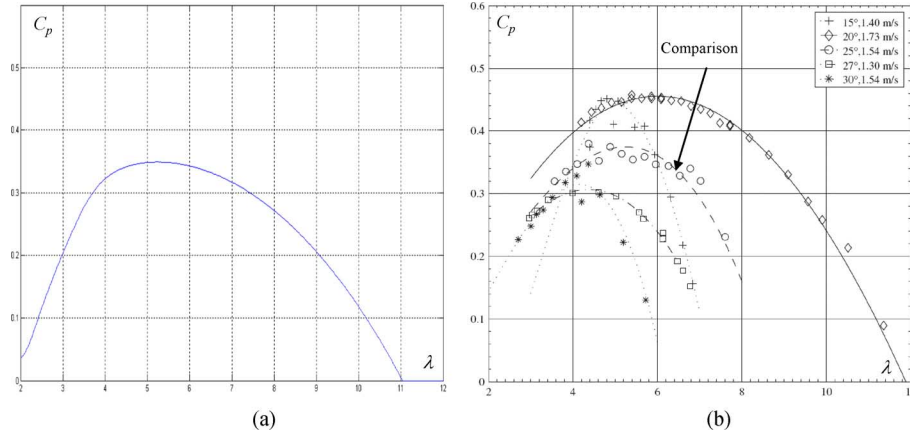 C_p
0.5
0.4
0.3
0.2
0.1
0
2 3 4 5 6 7 8 9 10 11 12
λ
(a)
0.6
C_p
0.5
0.4
0.3
0.2
0.1
0
2 4 6 8 10
λ
Comparison
15°,1.40 m/s
20°,1.73 m/s
25°,1.54 m/s
27°,1.30 m/s
30°,1.54 m/s
(b)